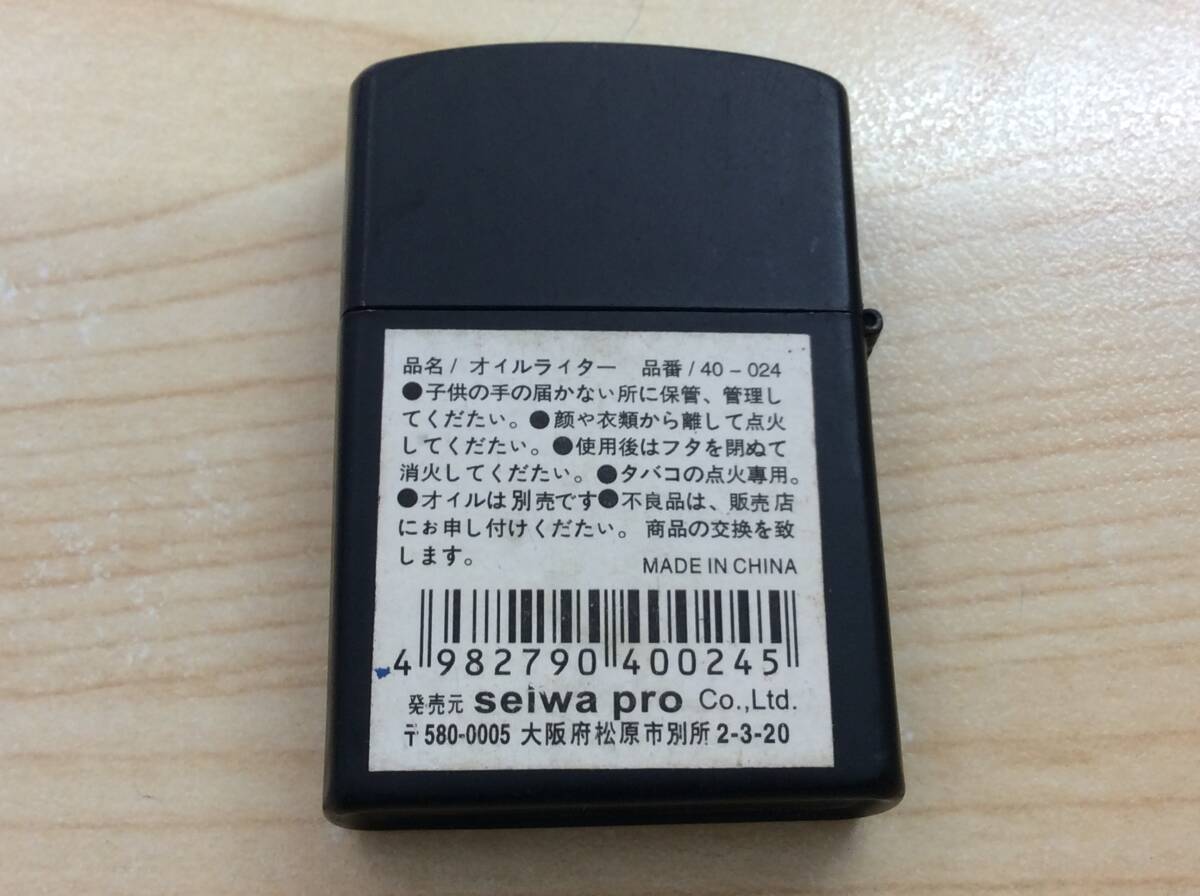 品名/ オイルライター 品番/40-024
●子供の手の届かない所に保管、管理し
てくだたい。●顔や衣類から離して点火
してくだたい。●使用後はフタを閉ぬて
消火してくだたい。●タバコの点火専用。
●オイルは別売です●不良品は、販売店
にお申し付けくだたい。商品の交換を致
します。
MADE IN CHINA
4 982790 400245
発売元 seiwa pro Co.,Ltd.
〒580-0005 大阪府松原市別所2-3-20